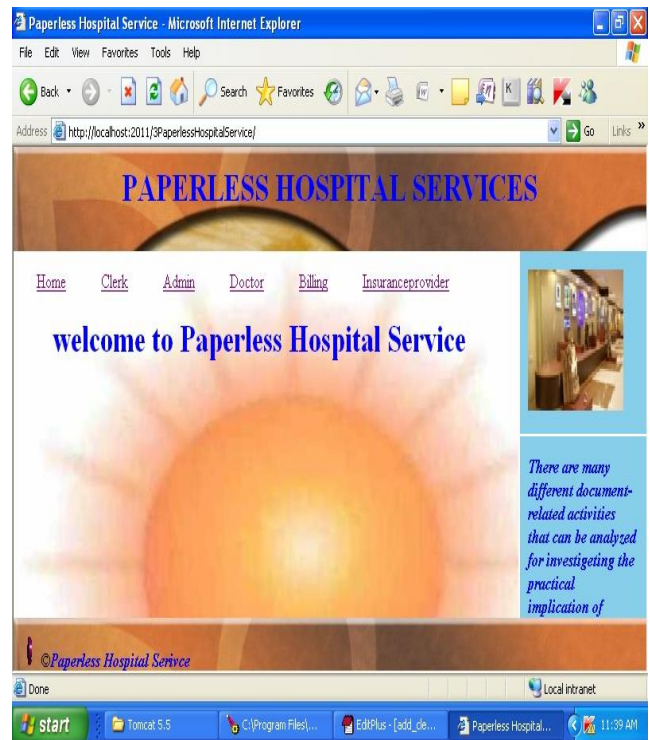 Paperless Hospital Service - Microsoft Internet Explorer
File Edit View Favorites Tools Help
Back Search Favorites
Address http://localhost:2011/3PaperlessHospitalService/ Go Links »
PAPERLESS HOSPITAL SERVICES
Home Clerk Admin Doctor Billing Insuranceprovider
welcome to Paperless Hospital Service
There are many
different document-
related activities
that can be analyzed
for investigeting the
practical
implication of
©Paperless Hospital Serivce
Done Local intranet
start Tomcat 5.5 C:\Program Files\... EditPlus - [add_cle... Paperless Hospital... 11:39 AM